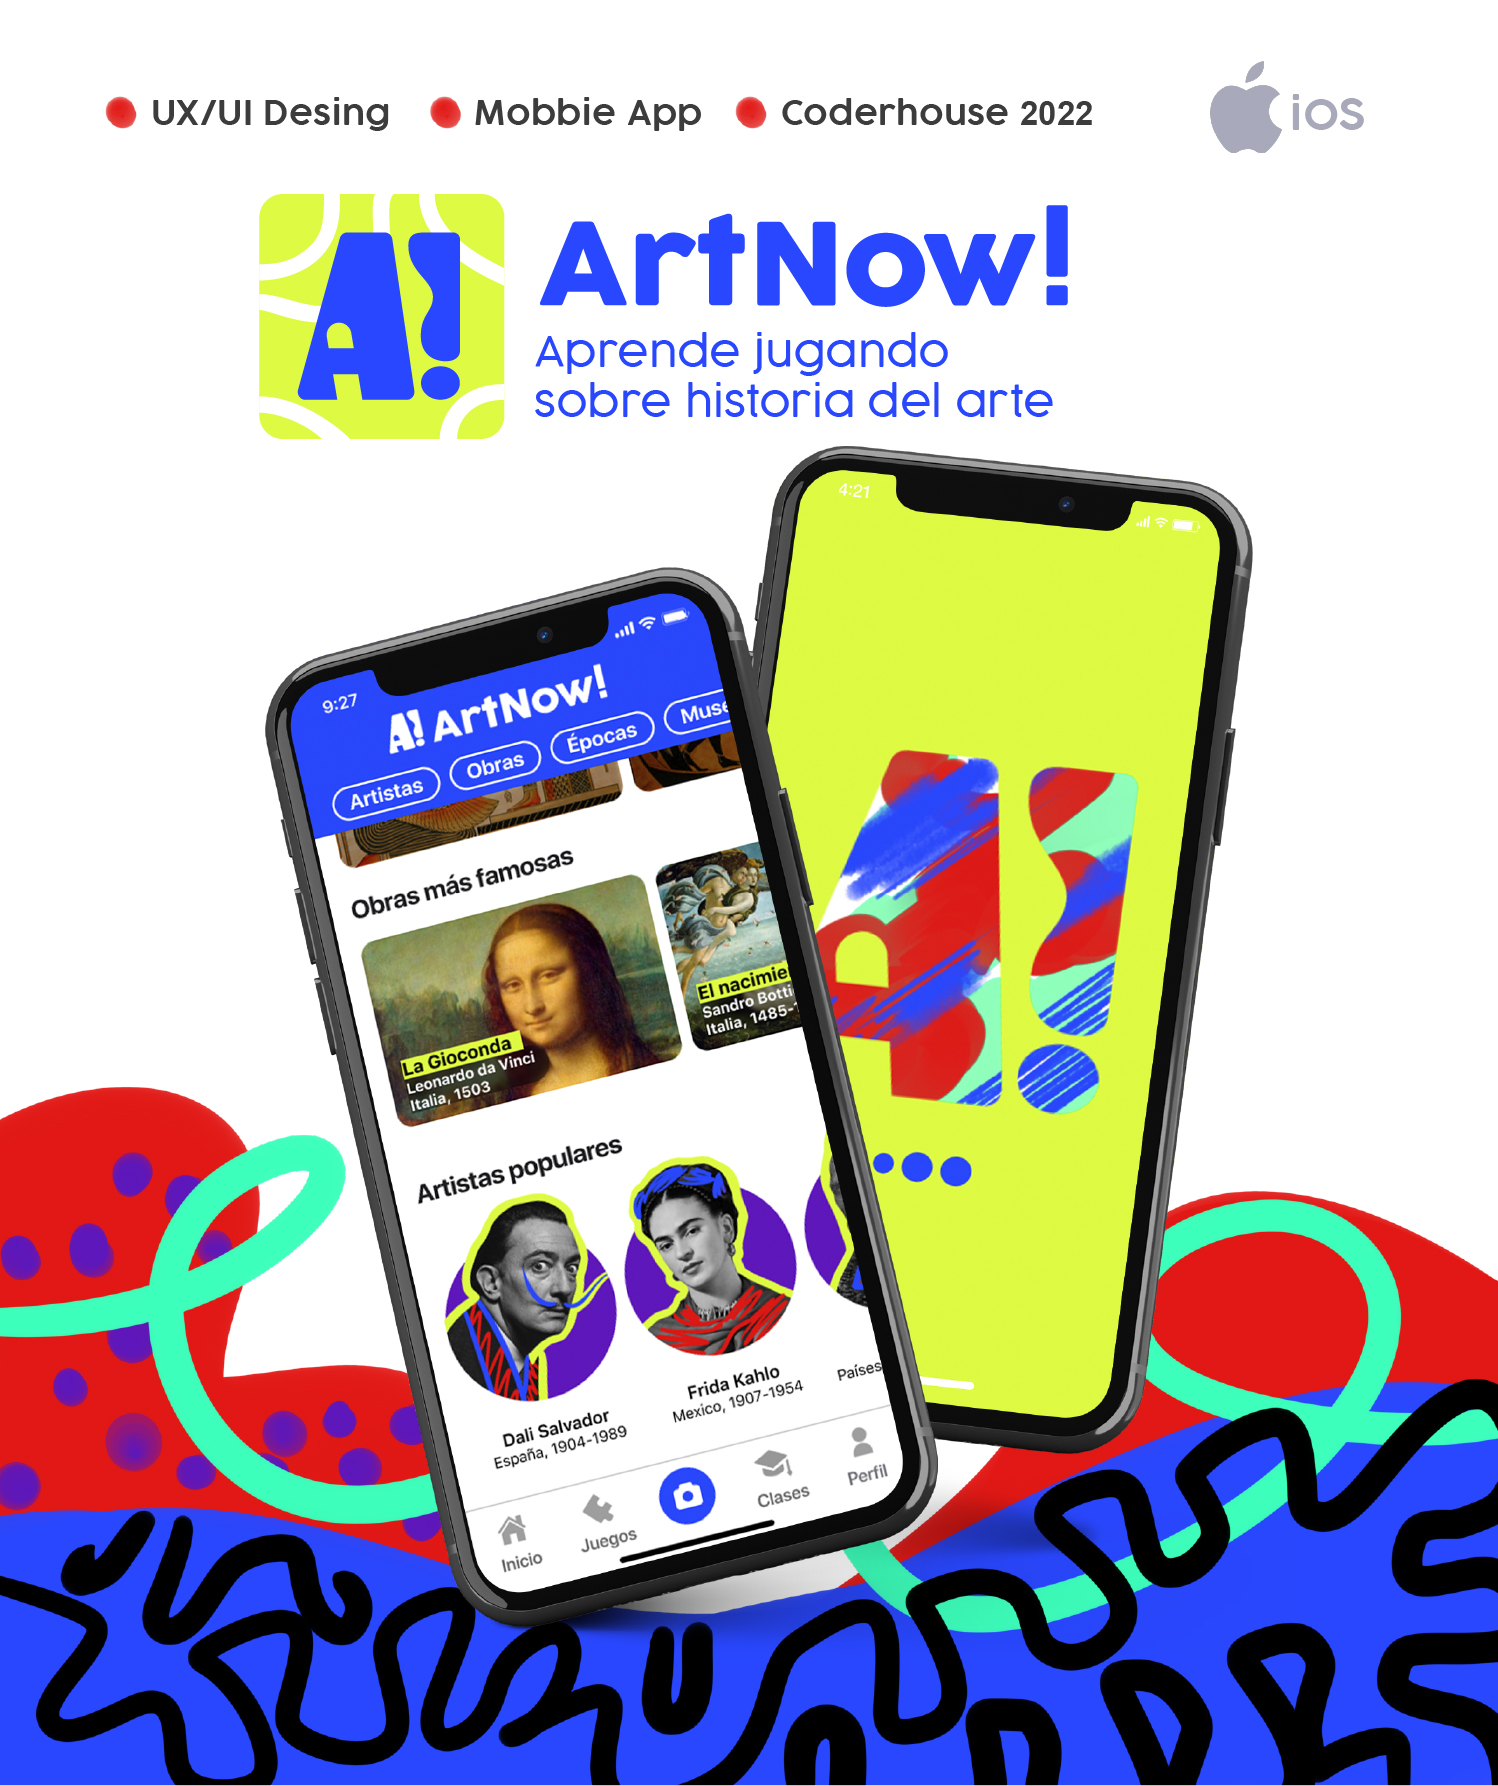 UX/UI Desing
Mobbie App
Coderhouse 2022
ios
A!
ArtNow!
Aprende jugando
sobre historia del arte
4:21
9:27
A! ArtNow!
Artistas
Obras
Épocas
Muse
Obras más famosas
La Gioconda
Leonardo da Vinci
Italia, 1503
El nacimie
Sandro Botti
Italia, 1485-
Artistas populares
Dali Salvador
España, 1904-1989
Frida Kahlo
Mexico, 1907-1954
Países
Inicio
Juegos
Clases
Perfil
A!